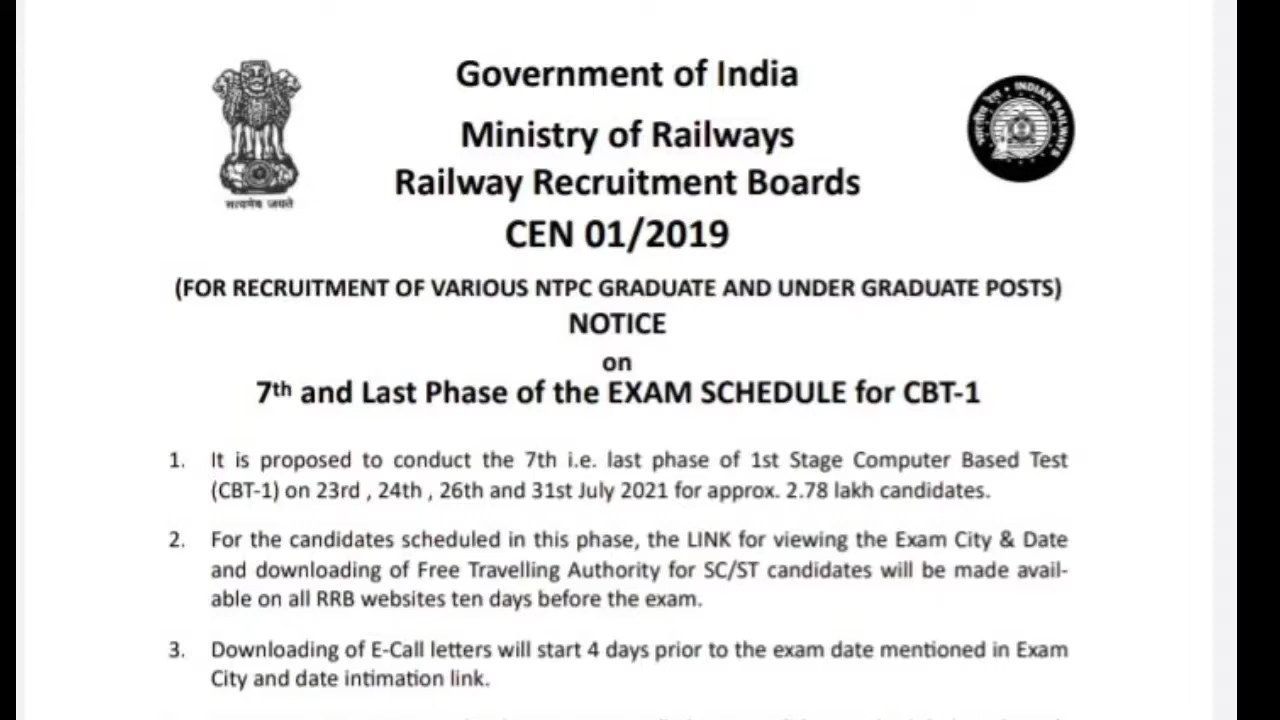 Government of India
Ministry of Railways
Railway Recruitment Boards
CEN 01/2019
(FOR RECRUITMENT OF VARIOUS NTPC GRADUATE AND UNDER GRADUATE POSTS)
NOTICE
on
7th and Last Phase of the EXAM SCHEDULE for CBT-1
1. It is proposed to conduct the 7th i.e. last phase of 1st Stage Computer Based Test
(CBT-1) on 23rd , 24th , 26th and 31st July 2021 for approx. 2.78 lakh candidates.
2. For the candidates scheduled in this phase, the LINK for viewing the Exam City & Date
and downloading of Free Travelling Authority for SC/ST candidates will be made avail-
able on all RRB websites ten days before the exam.
3. Downloading of E-Call letters will start 4 days prior to the exam date mentioned in Exam
City and date intimation link.
सत्यमेव जयते
भारतीय रेल • INDIAN RAILWAYS